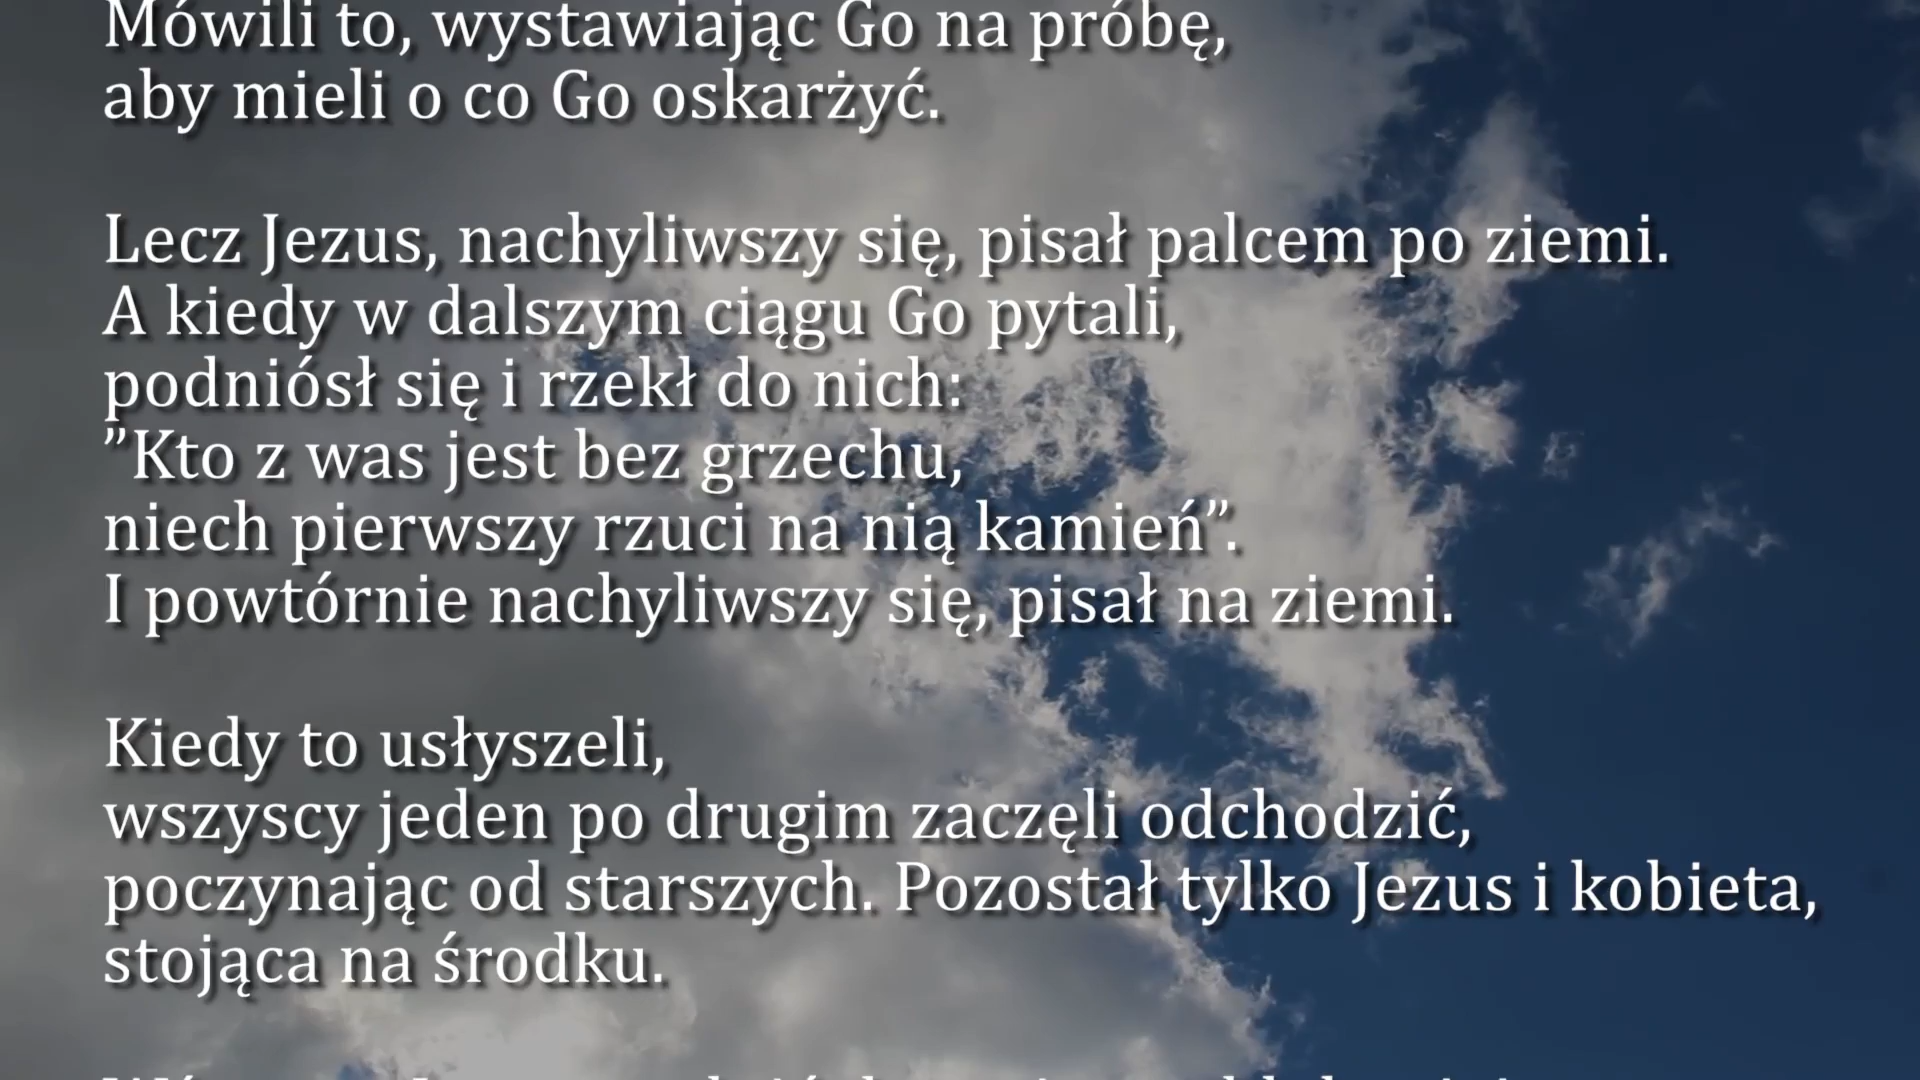 Mówili to, wystawiając Go na próbę,
aby mieli o co Go oskarżyć.
Lecz Jezus, nachyliwszy się, pisał palcem po ziemi.
A kiedy w dalszym ciągu Go pytali,
podniósł się i rzekł do nich:
”Kto z was jest bez grzechu,
niech pierwszy rzuci na nią kamień”.
I powtórnie nachyliwszy się, pisał na ziemi.
Kiedy to usłyszeli,
wszyscy jeden po drugim zaczęli odchodzić,
poczynając od starszych. Pozostał tylko Jezus i kobieta,
stojąca na środku.